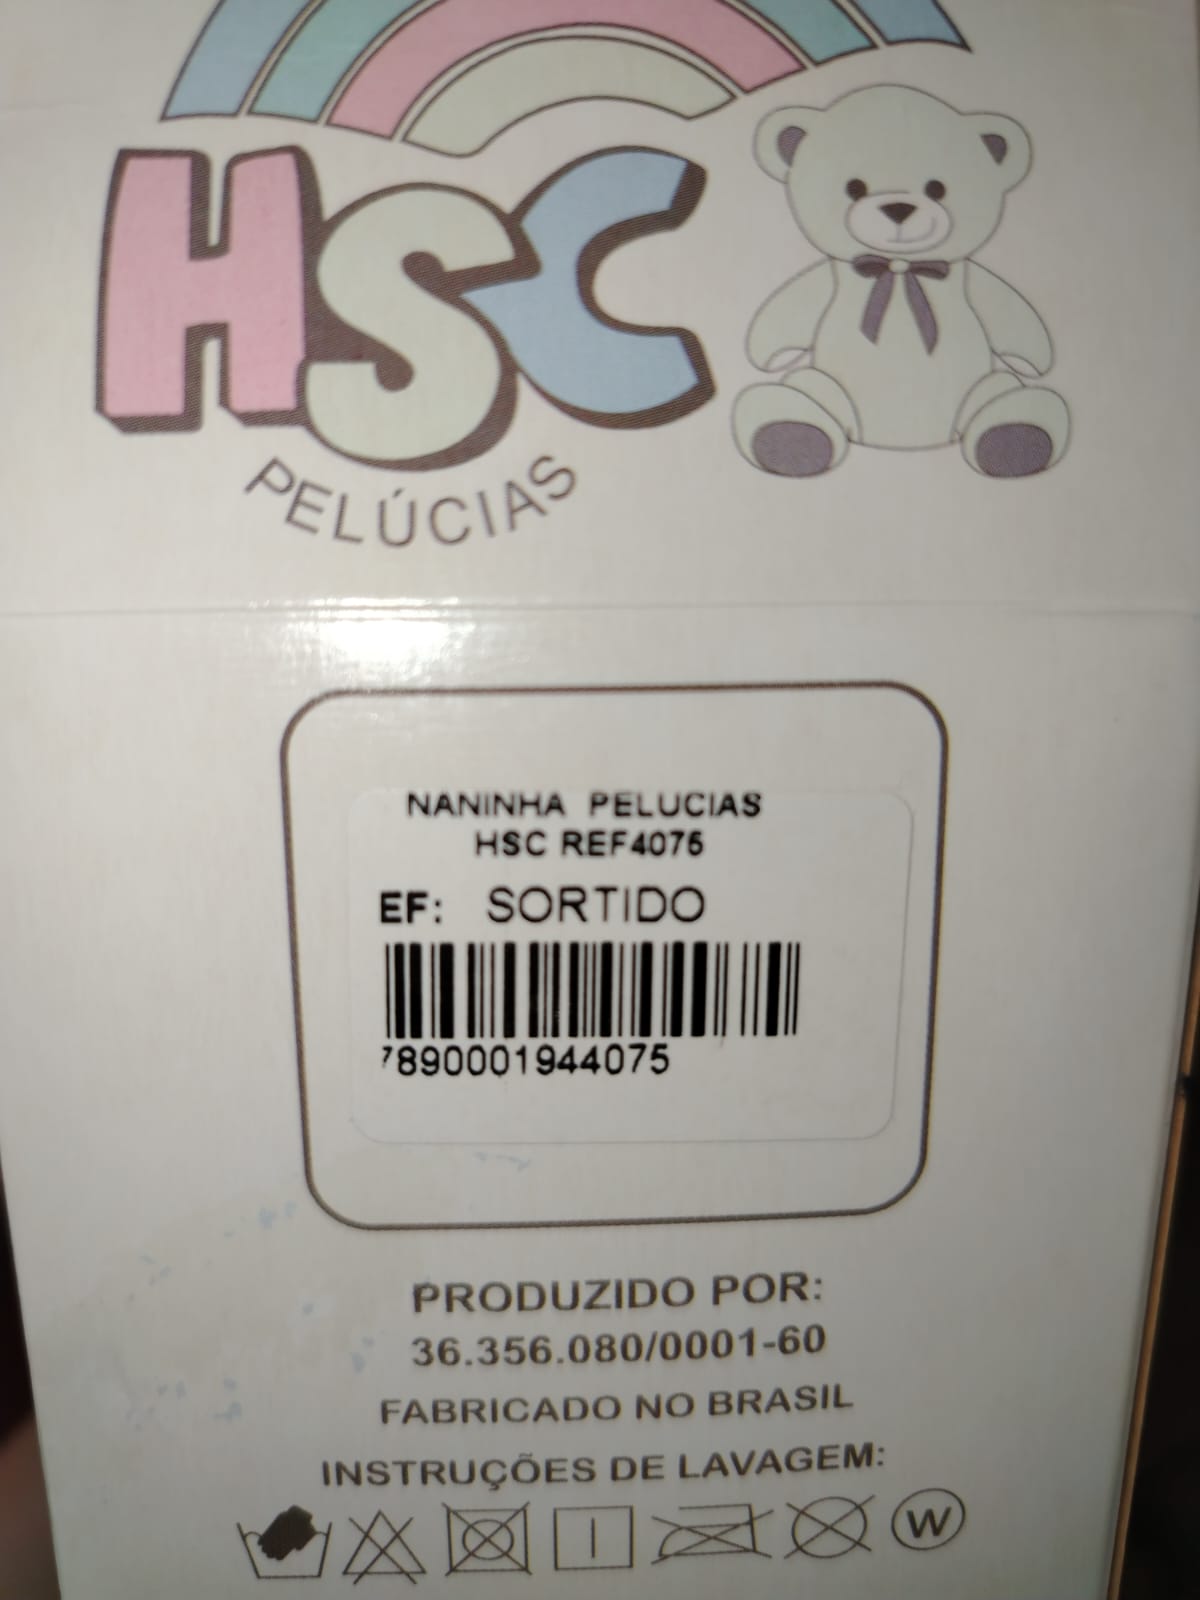 HSC
PELÚCIAS
NANINHA PELUCIAS
HSC REF4075
EF: SORTIDO
7890001944075
PRODUZIDO POR:
36.356.080/0001-60
FABRICADO NO BRASIL
INSTRUÇÕES DE LAVAGEM:
W